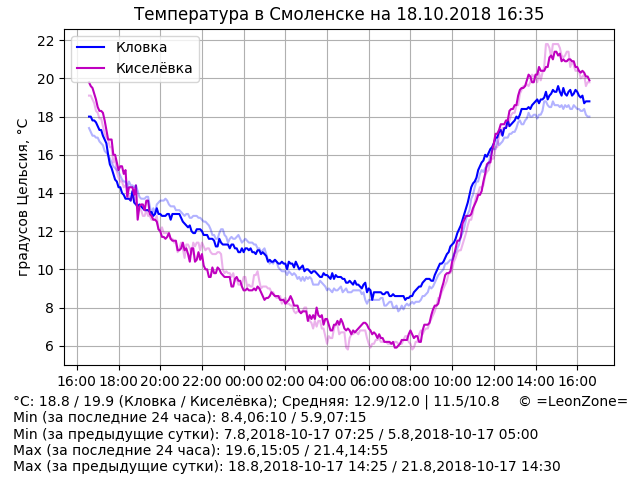 Температура в Смоленске на 18.10.2018 16:35
Кловка
Киселёвка
градусов Цельсия, °C
22
20
18
16
14
12
10
8
6
16:00 18:00 20:00 22:00 00:00 02:00 04:00 06:00 08:00 10:00 12:00 14:00 16:00
°C: 18.8 / 19.9 (Кловка / Киселёвка); Средняя: 12.9/12.0 | 11.5/10.8 © =LeonZone=
Min (за последние 24 часа): 8.4,06:10 / 5.9,07:15
Min (за предыдущие сутки): 7.8,2018-10-17 07:25 / 5.8,2018-10-17 05:00
Max (за последние 24 часа): 19.6,15:05 / 21.4,14:55
Max (за предыдущие сутки): 18.8,2018-10-17 14:25 / 21.8,2018-10-17 14:30